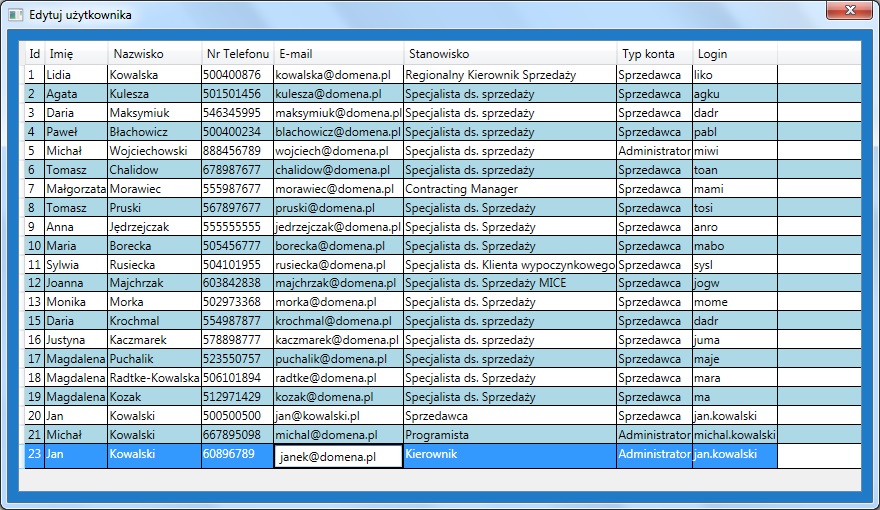 Edytuj użytkownika
Id Imię Nazwisko Nr Telefonu E-mail Stanowisko Typ konta Login
1 Lidia Kowalska 500400876 kowalska@domena.pl Regionalny Kierownik Sprzedaży Sprzedawca liko
2 Agata Kulesza 501501456 kulesza@domena.pl Specjalista ds. sprzedaży Sprzedawca agku
3 Daria Maksymiuk 546345995 maksymiuk@domena.pl Specjalista ds. sprzedaży Sprzedawca dadr
4 Paweł Błachowicz 500400234 blachowicz@domena.pl Specjalista ds. sprzedaży Sprzedawca pabl
5 Michał Wojciechowski 888456789 wojciech@domena.pl Specjalista ds. sprzedaży Administrator miwi
6 Tomasz Chalidow 678987677 chalidow@domena.pl Specjalista ds. sprzedaży Sprzedawca toan
7 Małgorzata Morawiec 555987677 morawiec@domena.pl Contracting Manager Sprzedawca mami
8 Tomasz Pruski 567897677 pruski@domena.pl Specjalista ds. Sprzedaży Sprzedawca tosi
9 Anna Jędrzejczak 555555555 jedrzejczak@domena.pl Specjalista ds. Sprzedaży Sprzedawca anro
10 Maria Borecka 505456777 borecka@domena.pl Specjalista ds. Sprzedaży Sprzedawca mabo
11 Sylwia Rusiecka 504101955 rusiecka@domena.pl Specjalista ds. Klienta wypoczynkowego Sprzedawca sysl
12 Joanna Majchrzak 603842838 majchrzak@domena.pl Specjalista ds. Sprzedaży MICE Sprzedawca jogw
13 Monika Morka 502973368 morka@domena.pl Specjalista ds. sprzedaży Sprzedawca mome
15 Daria Krochmal 554987877 krochmal@domena.pl Specjalista ds. sprzedaży Sprzedawca dadr
16 Justyna Kaczmarek 578898777 kaczmarek@domena.pl Specjalista ds. sprzedaży Sprzedawca juma
17 Magdalena Puchalik 523550757 puchalik@domena.pl Specjalista ds. Sprzedaży Sprzedawca maje
18 Magdalena Radtke-Kowalska 506101894 radtke@domena.pl Specjalista ds. Sprzedaży Sprzedawca mara
19 Magdalena Kozak 512971429 kozak@domena.pl Specjalista ds. Sprzedaży Sprzedawca ma
20 Jan Kowalski 500500500 jan@kowalski.pl Sprzedawca Sprzedawca jan.kowalski
21 Michał Kowalski 667895098 michal@domena.pl Programista Administrator michal.kowalski
23 Jan Kowalski 60896789 janek@domena.pl Kierownik Administrator jan.kowalski